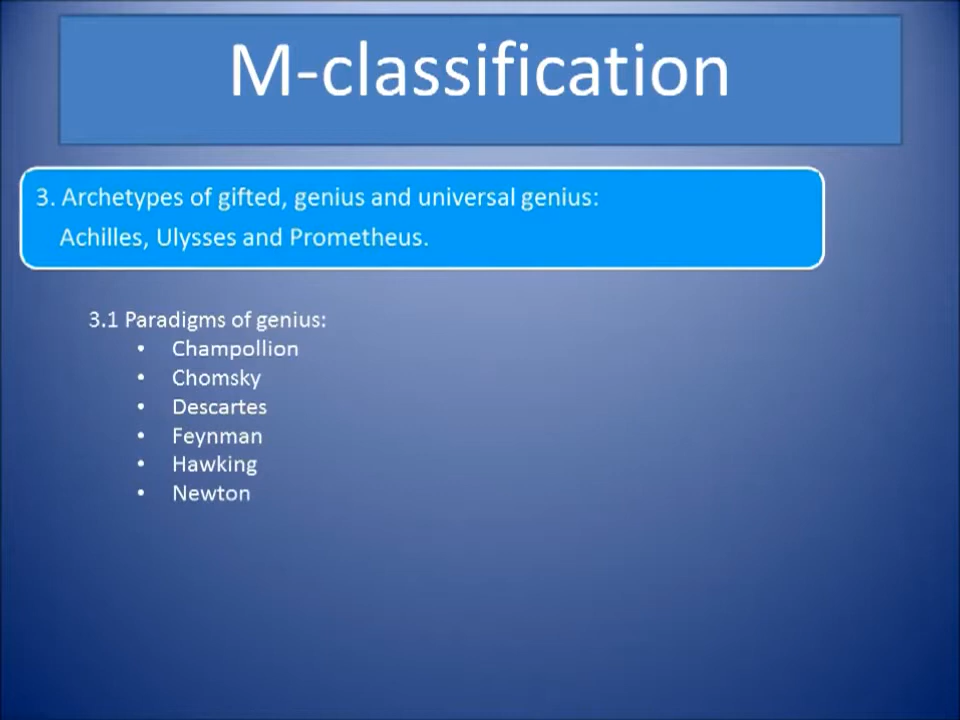 M-classification
3. Archetypes of gifted, genius and universal genius:
Achilles, Ulysses and Prometheus.
3.1 Paradigms of genius:
• Champollion
• Chomsky
• Descartes
• Feynman
• Hawking
• Newton